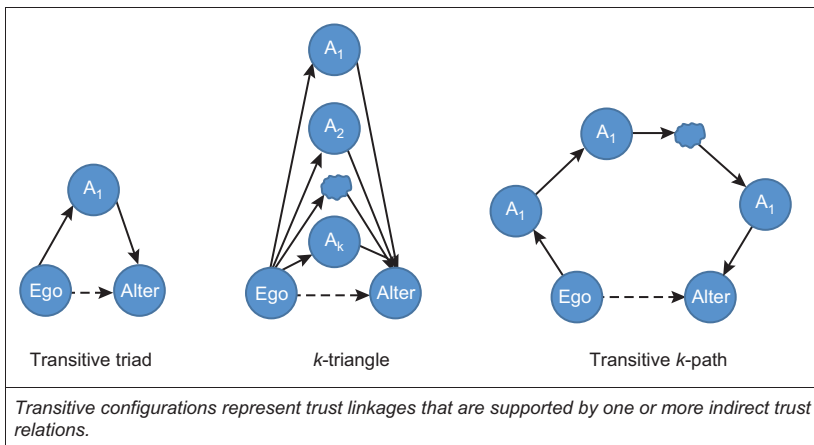 A1
Ego
Alter
Transitive triad
A1
A2
Ak
Ego
Alter
k-triangle
A1
A1
A1
Ego
Alter
Transitive k-path
Transitive configurations represent trust linkages that are supported by one or more indirect trust
relations.